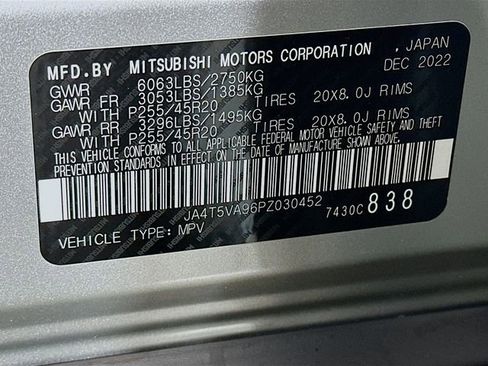 MFD.BY MITSUBISHI MOTORS CORPORATION , JAPAN
GVWR 6063LBS/2750KG DEC 2022
GAWR FR 3053LBS/1385KG
WITH P255/45R20 TIRES 20X8.0J RIMS
GAWR RR 3296LBS/1495KG
WITH P255/45R20 TIRES 20X8.0J RIMS
THIS VEHICLE CONFORMS TO ALL APPLICABLE FEDERAL MOTOR VEHICLE SAFETY AND THEFT
PREVENTION STANDARDS IN EFFECT ON THE DATE OF MANUFACTURE SHOWN ABOVE.
JA4T5VA96PZ030452 7430C 838
VEHICLE TYPE: MPV